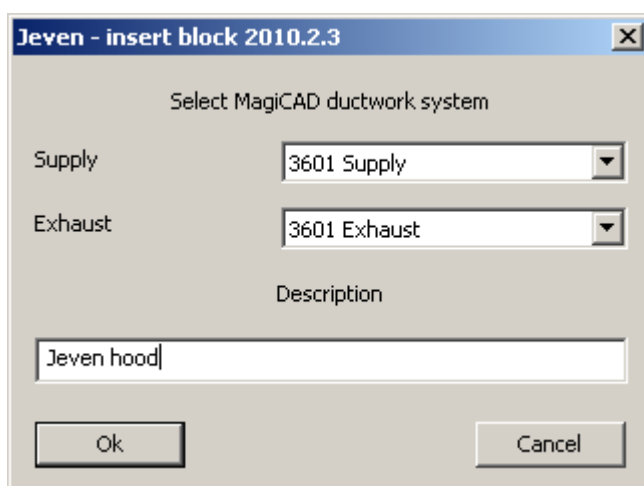 Jeven - insert block 2010.2.3
Select MagiCAD ductwork system
Supply 3601 Supply
Exhaust 3601 Exhaust
Description
Jeven hood
Ok Cancel